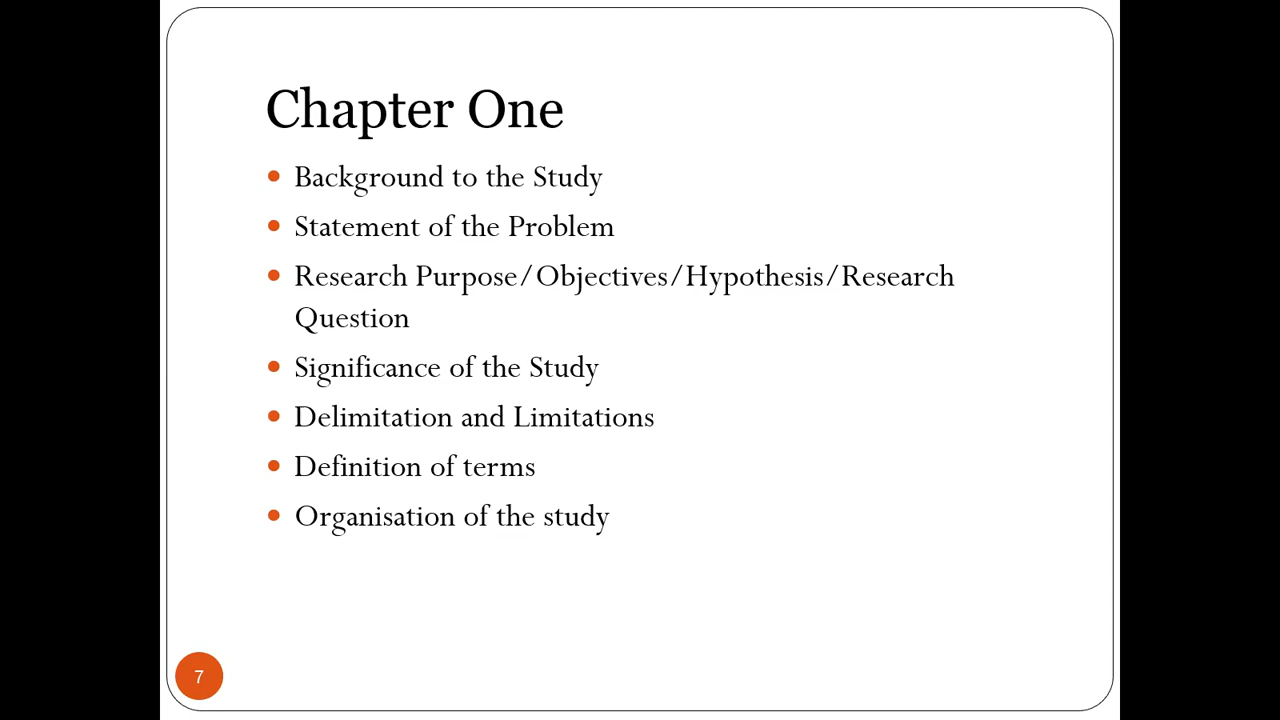 Chapter One
Background to the Study
Statement of the Problem
Research Purpose/Objectives/Hypothesis/Research
Question
Significance of the Study
Delimitation and Limitations
Definition of terms
Organisation of the study
7